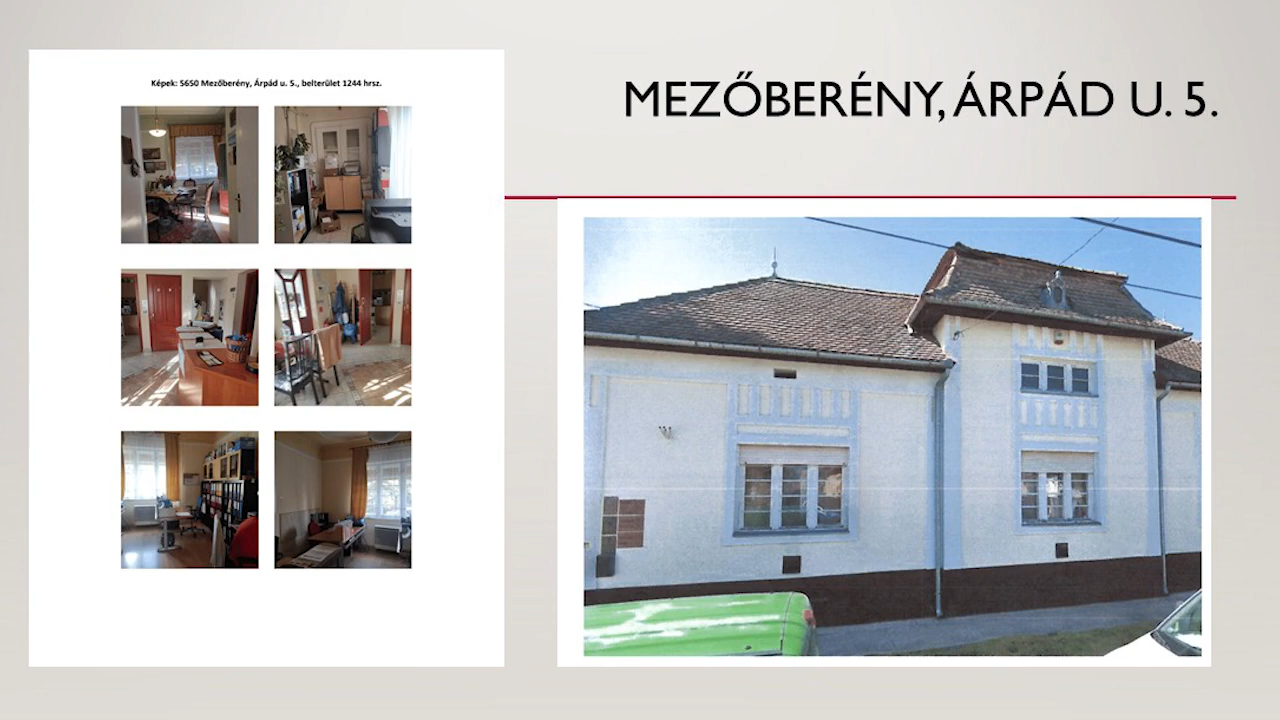 Képek: 5650 Mezőberény, Árpád u. 5., belterület 1244 hrsz.
MEZŐBERÉNY, ÁRPÁD U. 5.